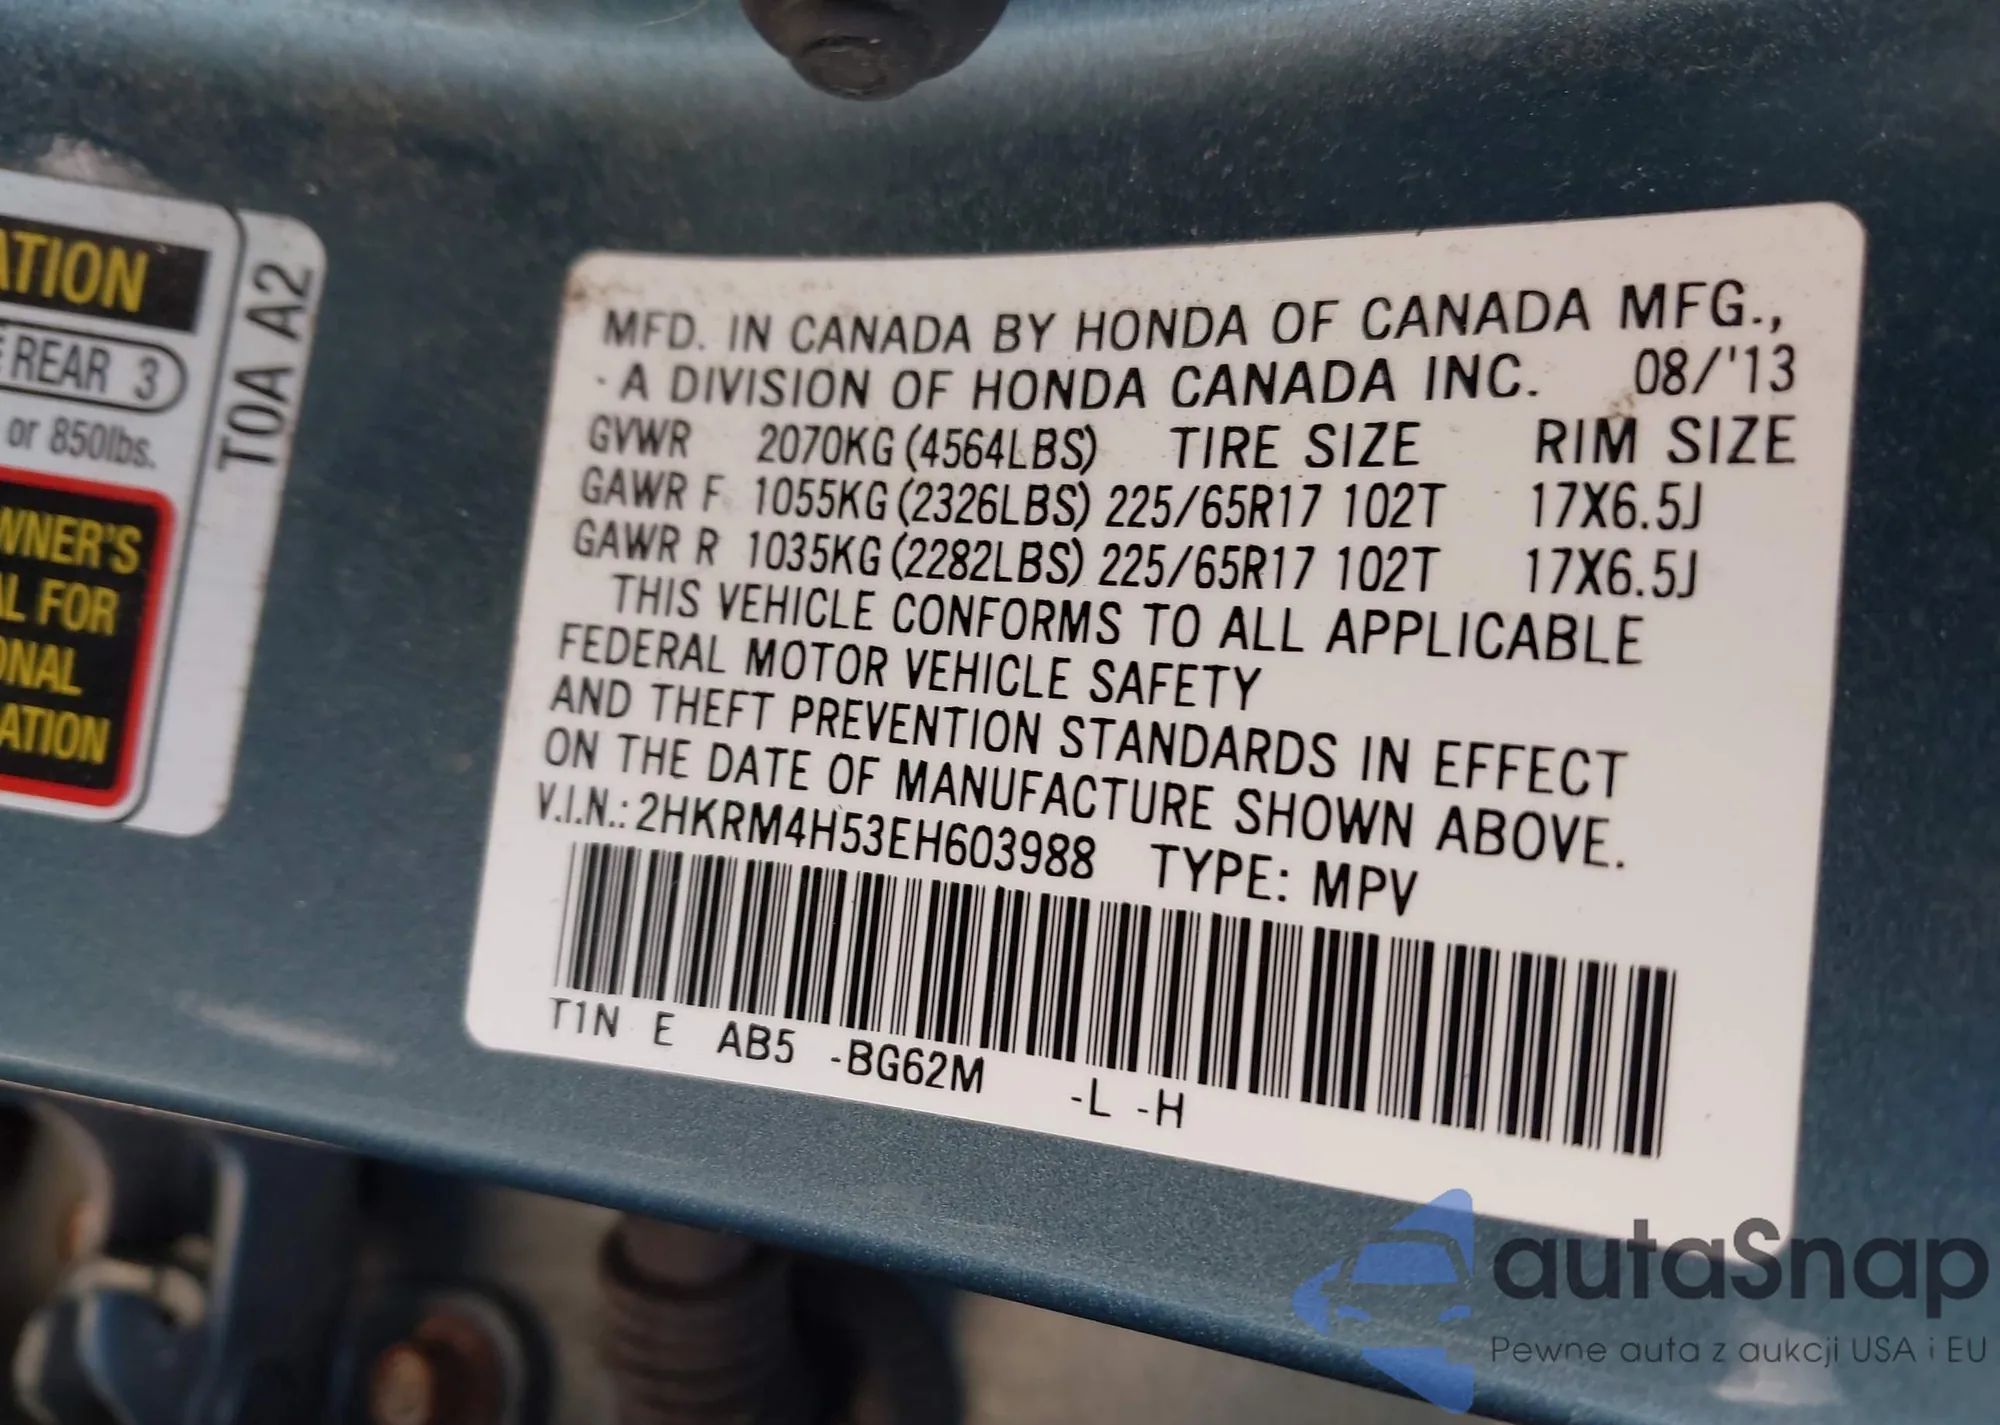 ATION
REAR 3
or 850lbs.
WNER'S
AL FOR
ONAL
ATION
T0A A2
MFD. IN CANADA BY HONDA OF CANADA MFG.,
A DIVISION OF HONDA CANADA INC. 08/'13
GVWR 2070KG (4564LBS) TIRE SIZE RIM SIZE
GAWR F 1055KG (2326LBS) 225/65R17 102T 17X6.5J
GAWR R 1035KG (2282LBS) 225/65R17 102T 17X6.5J
THIS VEHICLE CONFORMS TO ALL APPLICABLE
FEDERAL MOTOR VEHICLE SAFETY
AND THEFT PREVENTION STANDARDS IN EFFECT
ON THE DATE OF MANUFACTURE SHOWN ABOVE.
V.I.N.: 2HKRM4H53EH603988 TYPE: MPV
T1N E AB5 -BG62M -L -H
autaSnap
Pewne auta z aukcji USA i EU